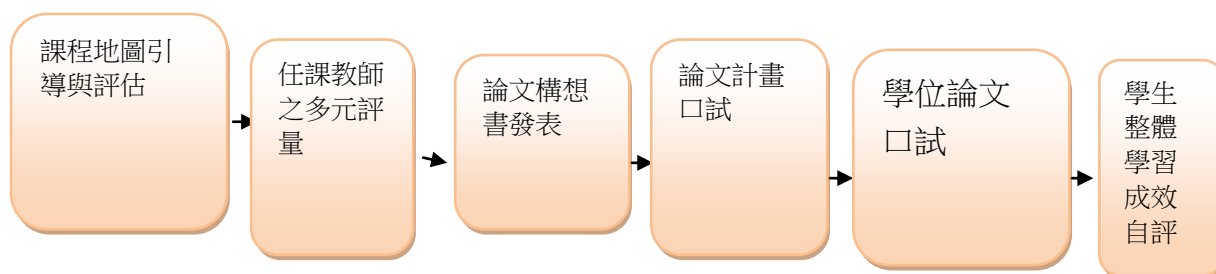 課程地圖引
導與評估
任課教師
之多元評
量
論文構想
書發表
論文計畫
口試
學位論文
口試
學生
整體
學習
成效
自評